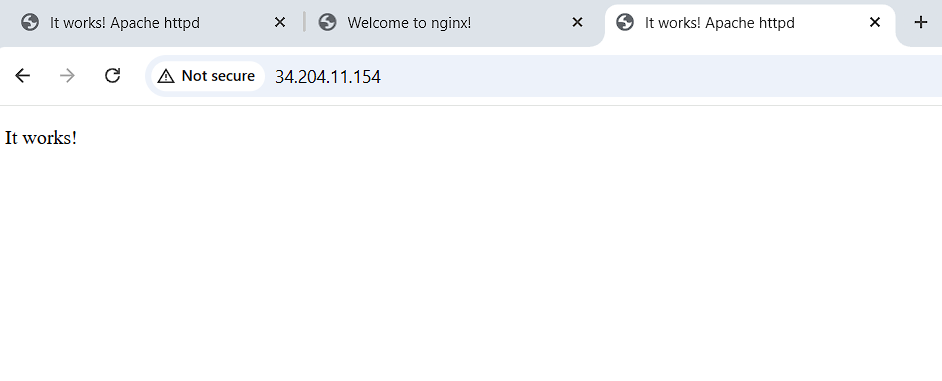 It works! Apache httpd
Welcome to nginx!
It works! Apache httpd
Not secure
34.204.11.154
It works!